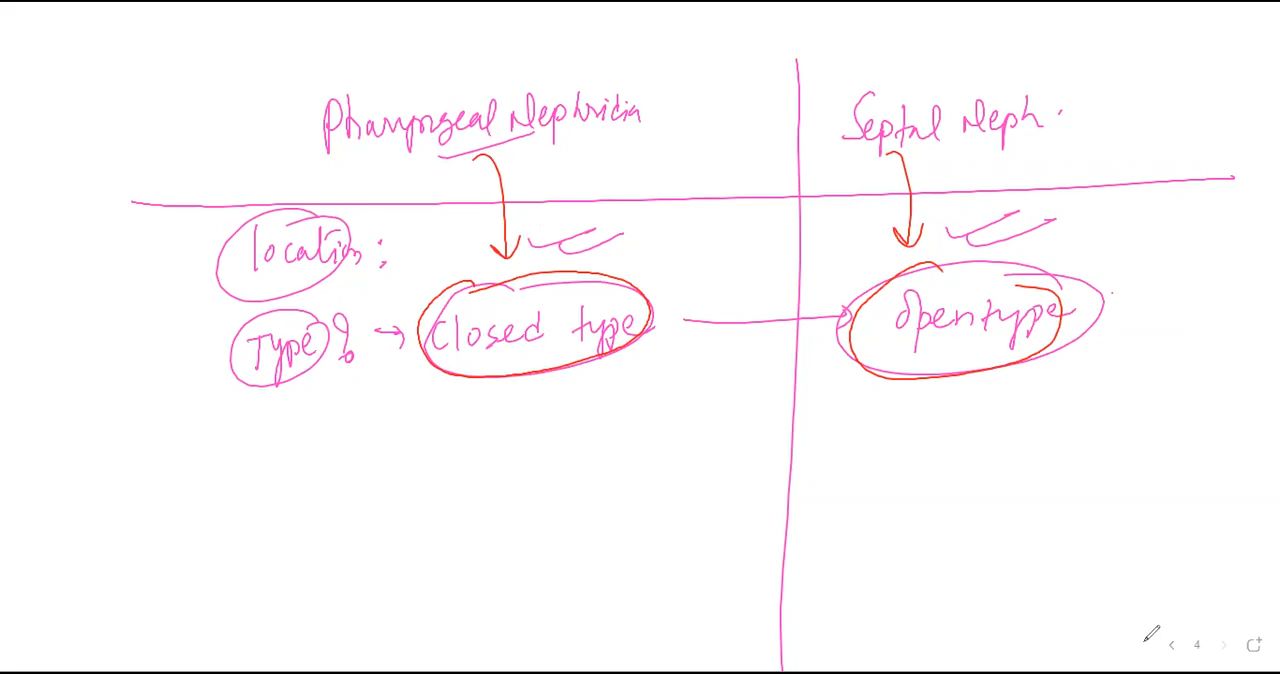 Pharyngeal Nephridia
Septal Neph.
location:
Type? → closed type
Open type
4